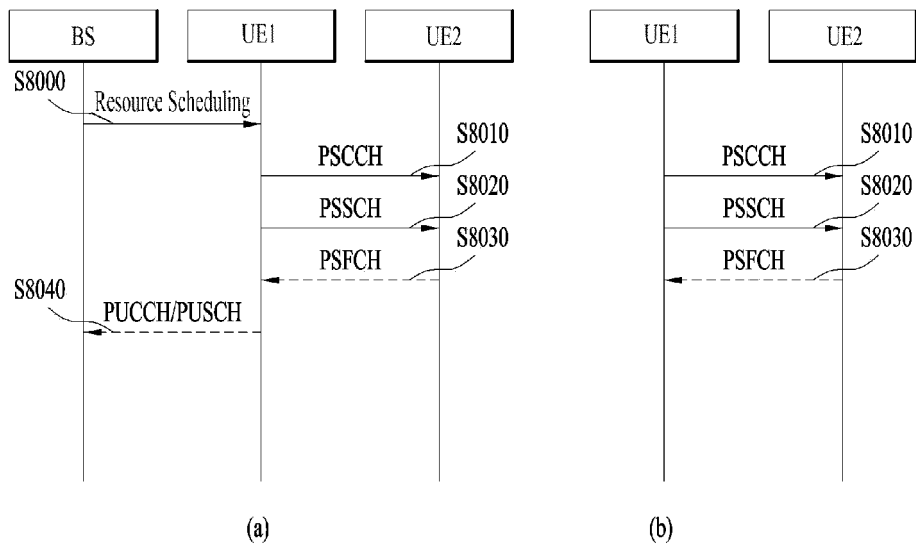 BS UE1 UE2 UE1 UE2
S8000
Resource Scheduling
S8010 S8010
PSCCH PSCCH
S8020 S8020
PSSCH PSSCH
S8030 S8030
PSFCH PSFCH
S8040
PUCCH/PUSCH
(a) (b)